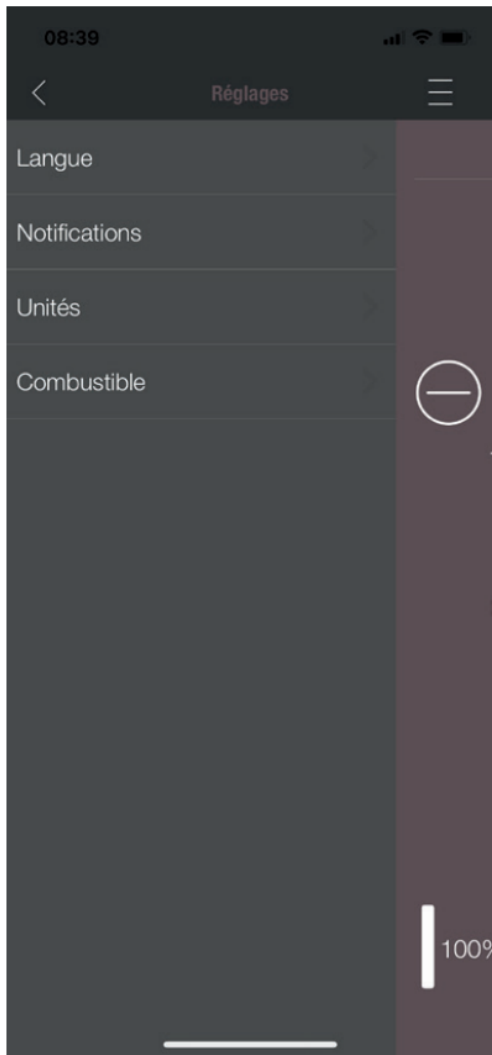 08:39
Réglages
Langue
Notifications
Unités
Combustible
100%